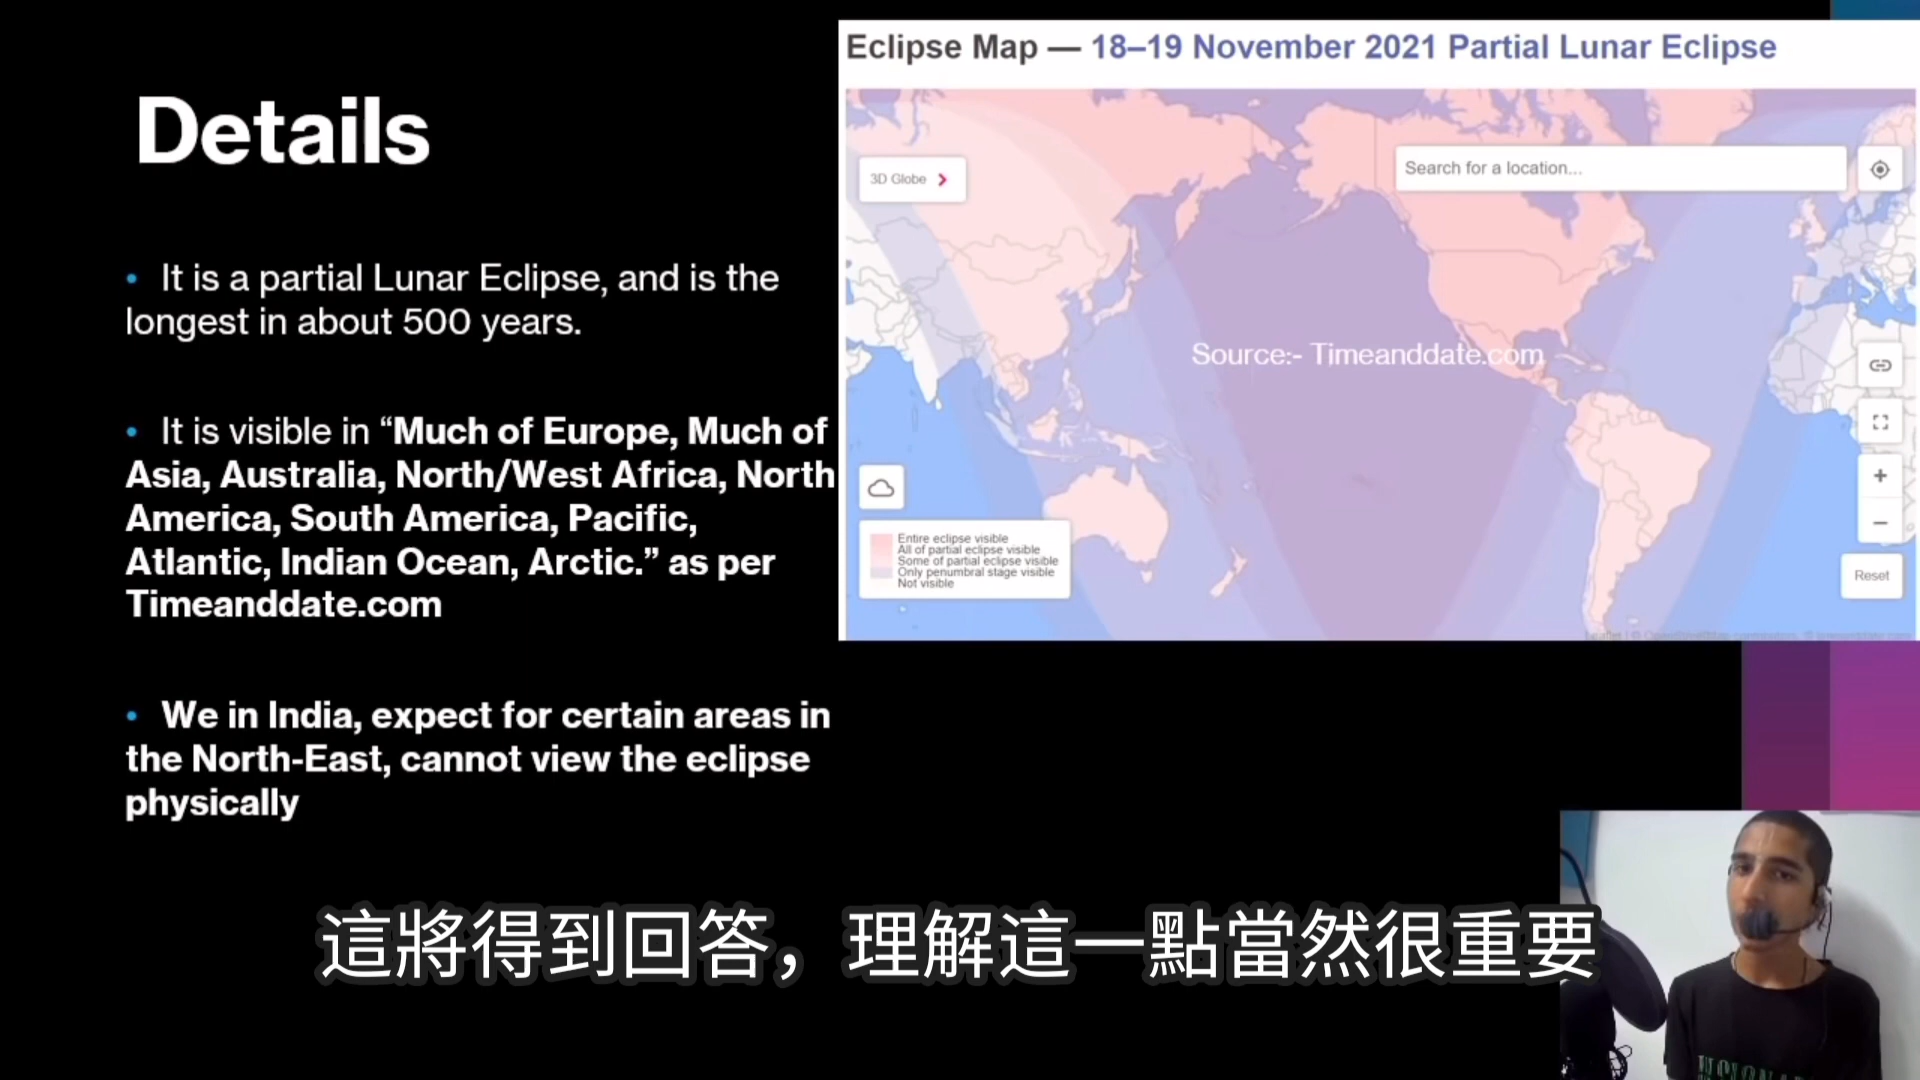 Details
• It is a partial Lunar Eclipse, and is the
longest in about 500 years.
• It is visible in “Much of Europe, Much of
Asia, Australia, North/West Africa, North
America, South America, Pacific,
Atlantic, Indian Ocean, Arctic.” as per
Timeanddate.com
• We in India, expect for certain areas in
the North-East, cannot view the eclipse
physically
Eclipse Map — 18–19 November 2021 Partial Lunar Eclipse
3D Globe
Search for a location...
Source:- Timeanddate.com
Entire eclipse visible
All of partial eclipse visible
Some of partial eclipse visible
Only penumbral stage visible
Not visible
+
−
Reset
這將得到回答，理解這一點當然很重要